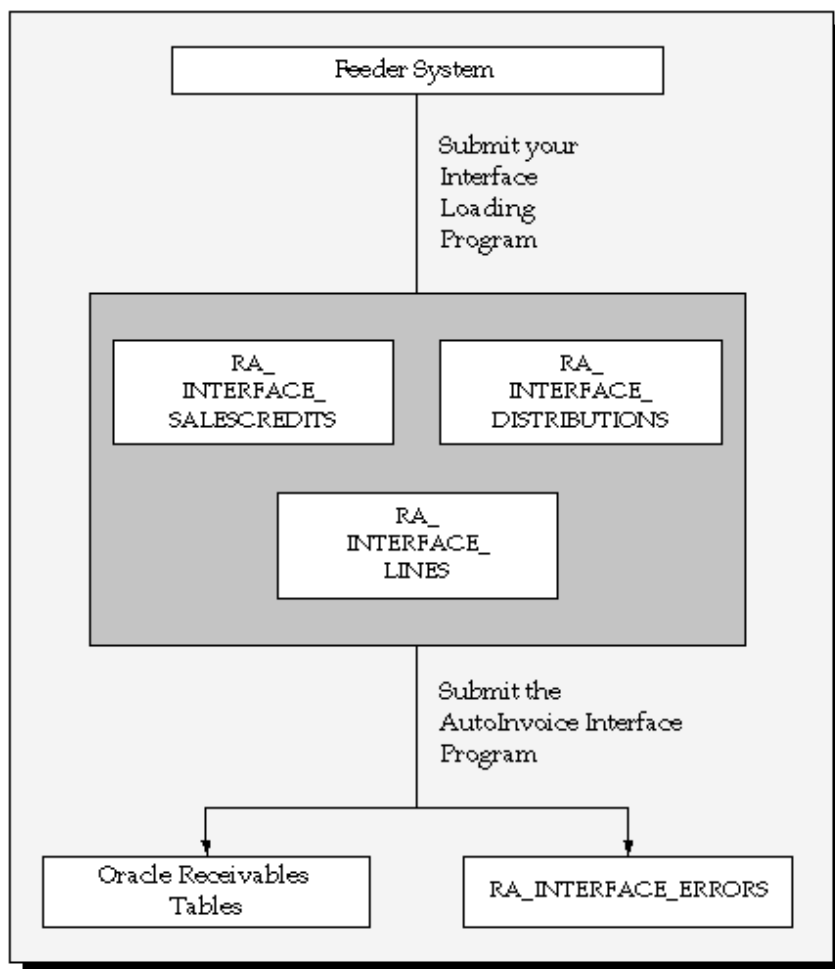 Feeder System
Submit your
Interface
Loading
Program
RA_
INTERFACE_
SALESCREDITS
RA_
INTERFACE_
DISTRIBUTIONS
RA_
INTERFACE_
LINES
Submit the
AutoInvoice Interface
Program
Oracle Receivables
Tables
RA_INTERFACE_ERRORS